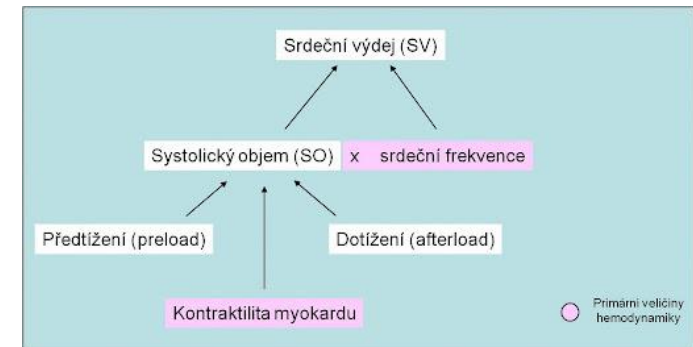 Srdeční výdej (SV)
Systolický objem (SO) x srdeční frekvence
Předtížení (preload)
Dotížení (afterload)
Kontraktilita myokardu
Primární veličiny
hemodynamiky